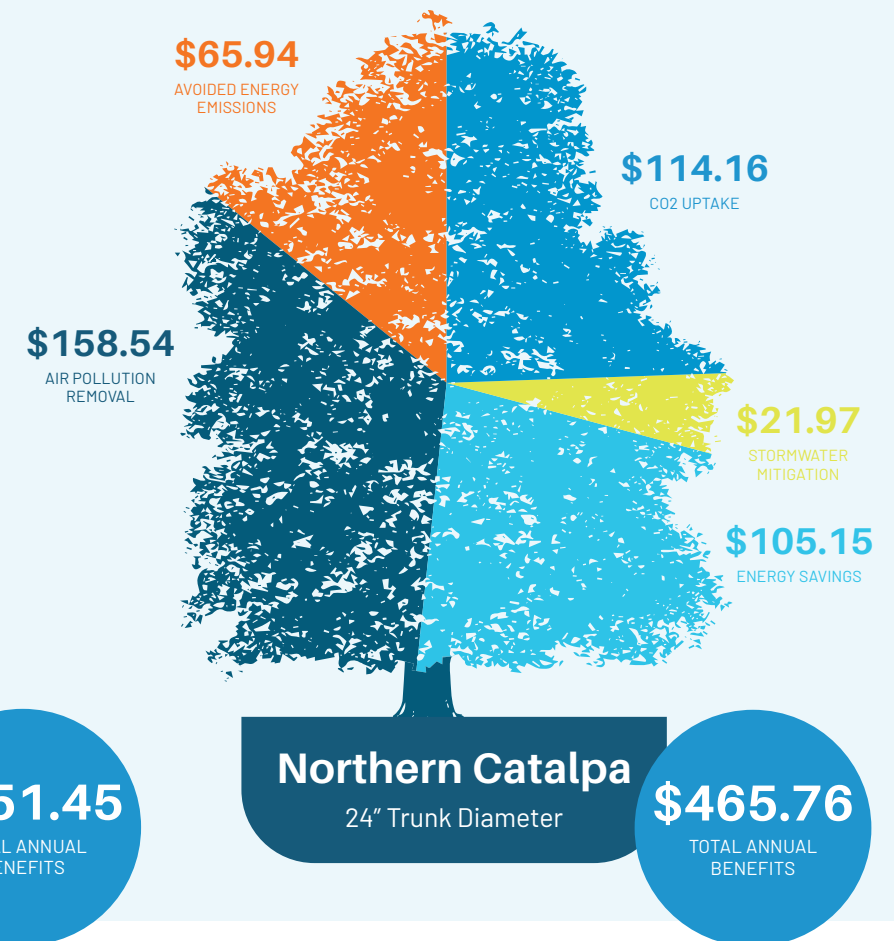 $65.94
AVOIDED ENERGY
EMISSIONS
$114.16
CO2 UPTAKE
$158.54
AIR POLLUTION
REMOVAL
$21.97
STORMWATER
MITIGATION
$105.15
ENERGY SAVINGS
Northern Catalpa
24” Trunk Diameter
51.45
L ANNUAL
ENEFITS
$465.76
TOTAL ANNUAL
BENEFITS